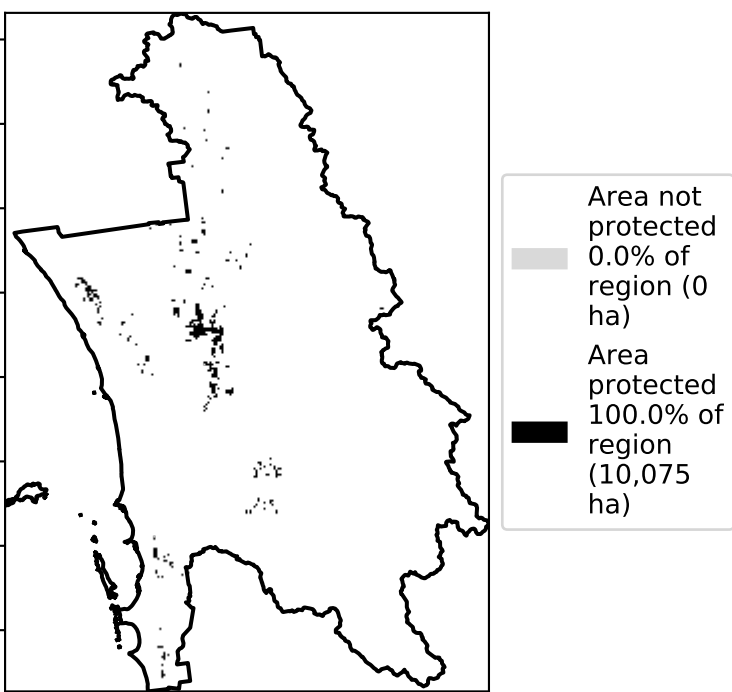 Area not
protected
0.0% of
region (0
ha)
Area
protected
100.0% of
region
(10,075
ha)